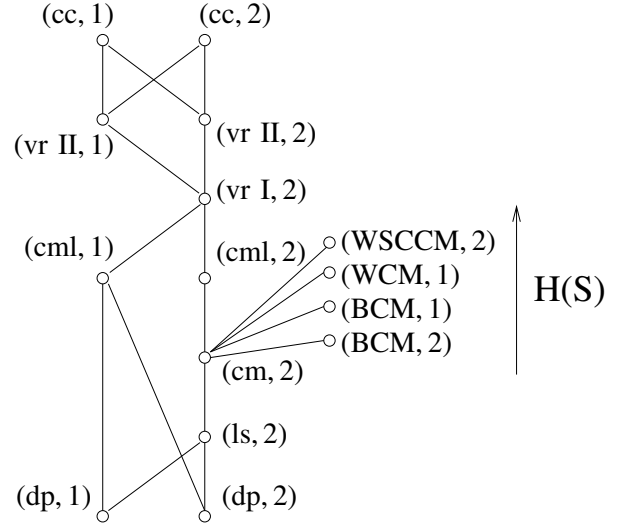 (cc, 1)
(cc, 2)
(vr II, 1)
(vr II, 2)
(vr I, 2)
(cml, 1)
(cml, 2)
(WSCCM, 2)
(WCM, 1)
(BCM, 1)
(BCM, 2)
H(S)
(cm, 2)
(ls, 2)
(dp, 1)
(dp, 2)